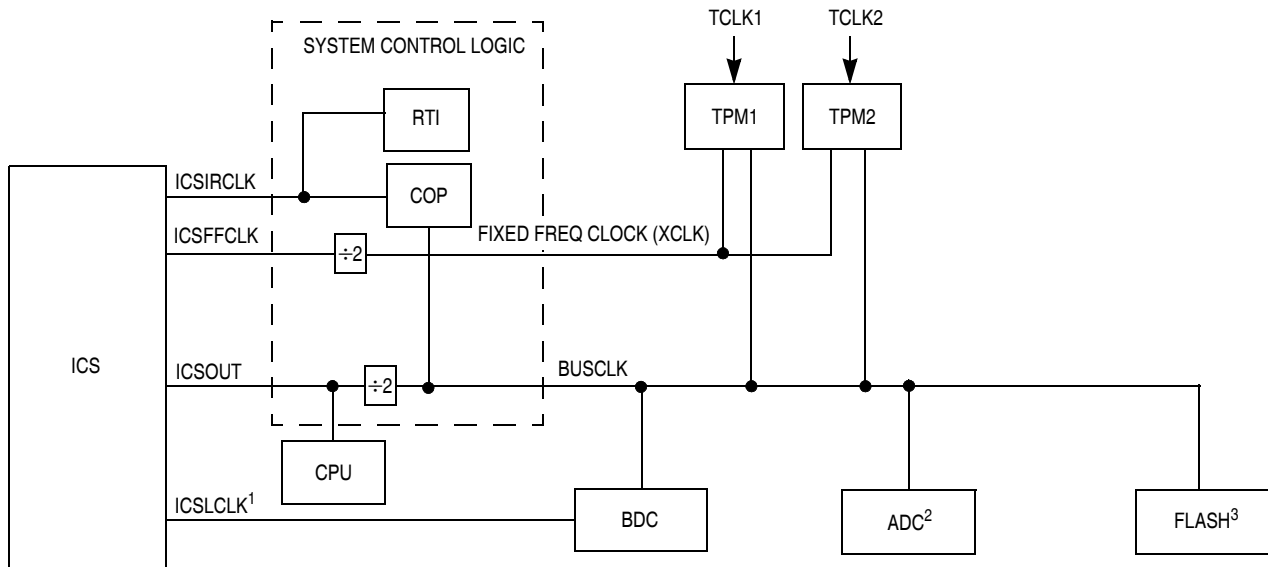 TCLK1
TCLK2
SYSTEM CONTROL LOGIC
RTI
TPM1
TPM2
ICSIRCLK
COP
ICSFFCLK
÷2
FIXED FREQ CLOCK (XCLK)
ICS
ICSOUT
÷2
BUSCLK
CPU
ICSLCLK¹
BDC
ADC²
FLASH³